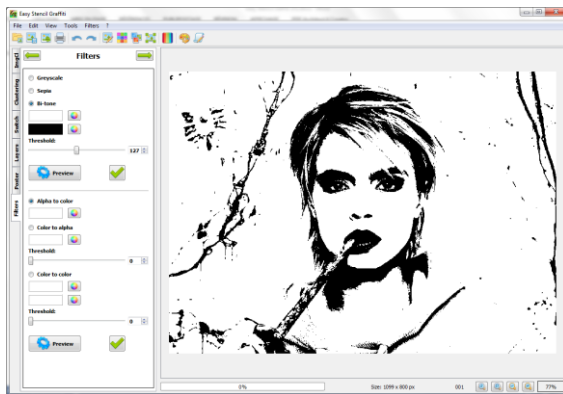 Easy Stencil Graffiti
File Edit View Tools Filters ?
ImgCl
Clustering
Switch
Layers
Poster
Filters
Filters
Greyscale
Sepia
Bi-tone
Threshold:
127
Preview
Alpha to color
Color to alpha
Threshold:
0
Color to color
Threshold:
0
Preview
0%
Size: 1099 x 800 px
001
77%